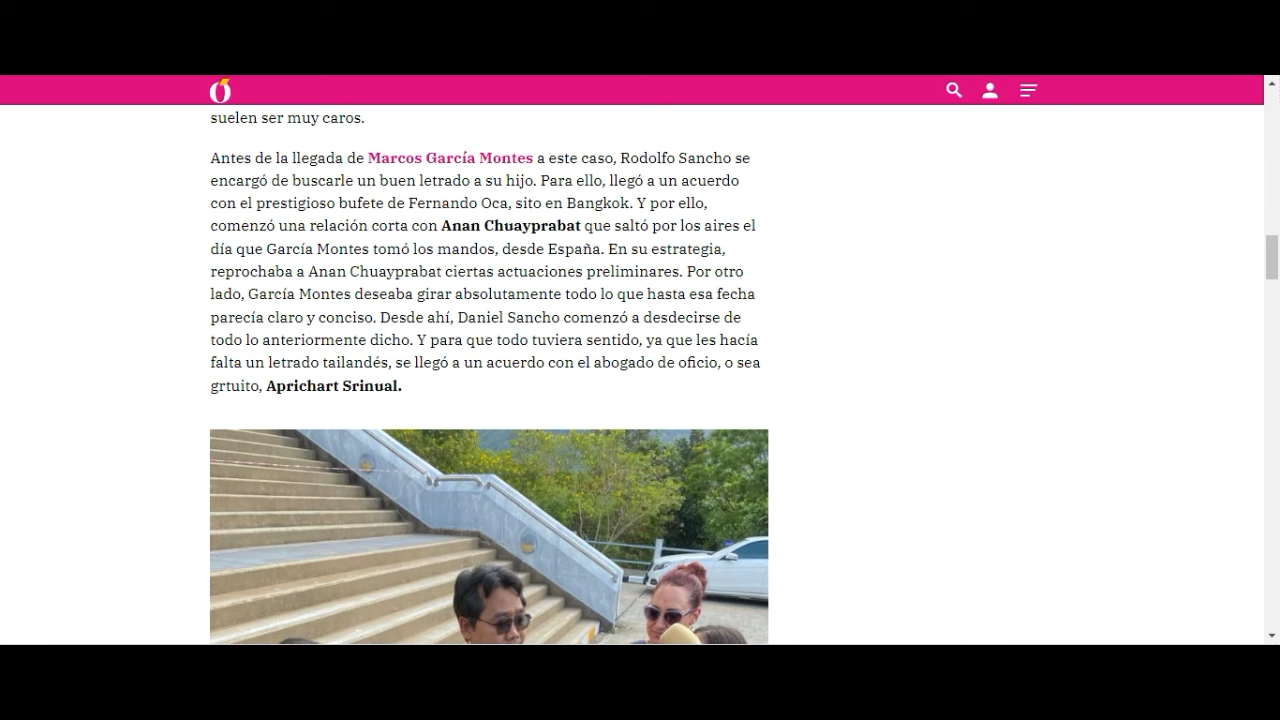 suelen ser muy caros.
Antes de la llegada de Marcos García Montes a este caso, Rodolfo Sancho se
encargó de buscarle un buen letrado a su hijo. Para ello, llegó a un acuerdo
con el prestigioso bufete de Fernando Oca, sito en Bangkok. Y por ello,
comenzó una relación corta con Anan Chuayprabat que saltó por los aires el
día que García Montes tomó los mandos, desde España. En su estrategia,
reprochaba a Anan Chuayprabat ciertas actuaciones preliminares. Por otro
lado, García Montes deseaba girar absolutamente todo lo que hasta esa fecha
parecía claro y conciso. Desde ahí, Daniel Sancho comenzó a desdecirse de
todo lo anteriormente dicho. Y para que todo tuviera sentido, ya que les hacía
falta un letrado tailandés, se llegó a un acuerdo con el abogado de oficio, o sea
grtuito, Aprichart Srinual.